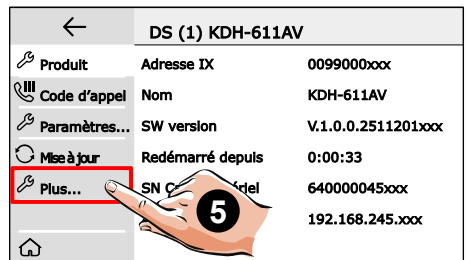 DS (1) KDH-611AV
Produit
Adresse IX 0099000xxx
Code d'appel
Nom KDH-611AV
Paramètres...
SW version V.1.0.0.2511201xxx
Mise à jour
Redémarré depuis 0:00:33
Plus...
SN 640000045xxx
5
192.168.245.xxx